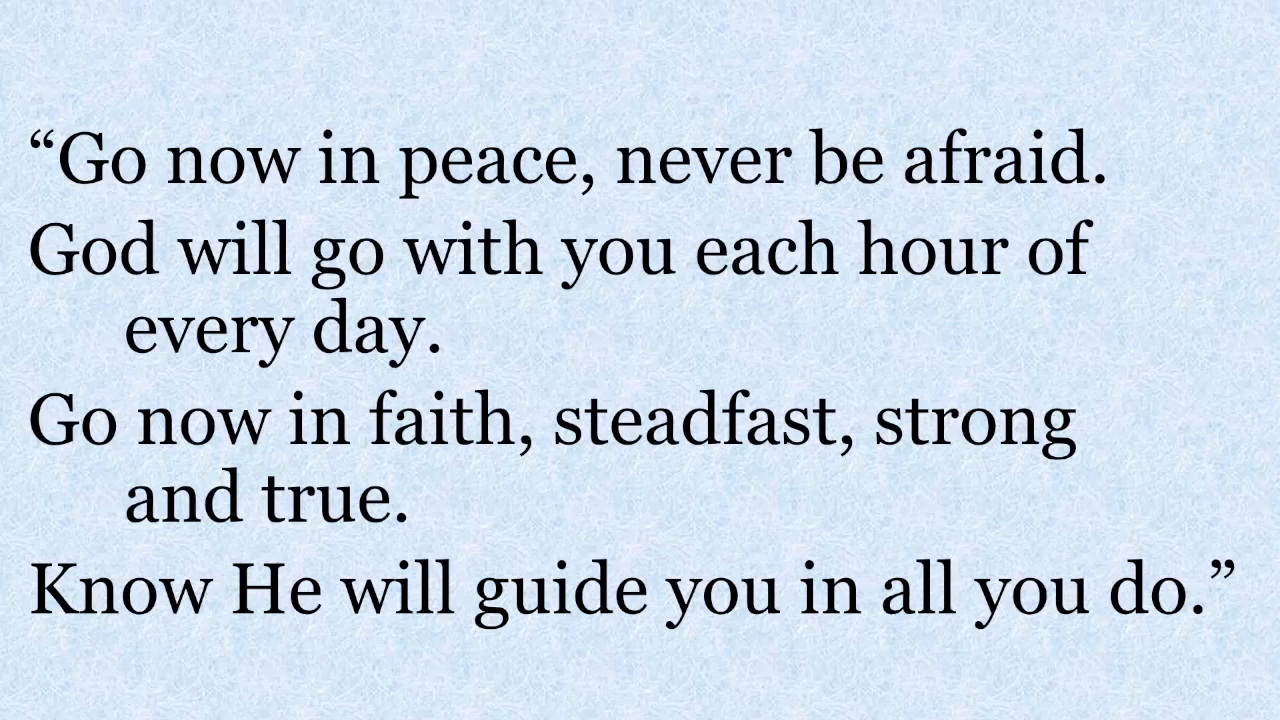 “Go now in peace, never be afraid.
God will go with you each hour of
every day.
Go now in faith, steadfast, strong
and true.
Know He will guide you in all you do.”